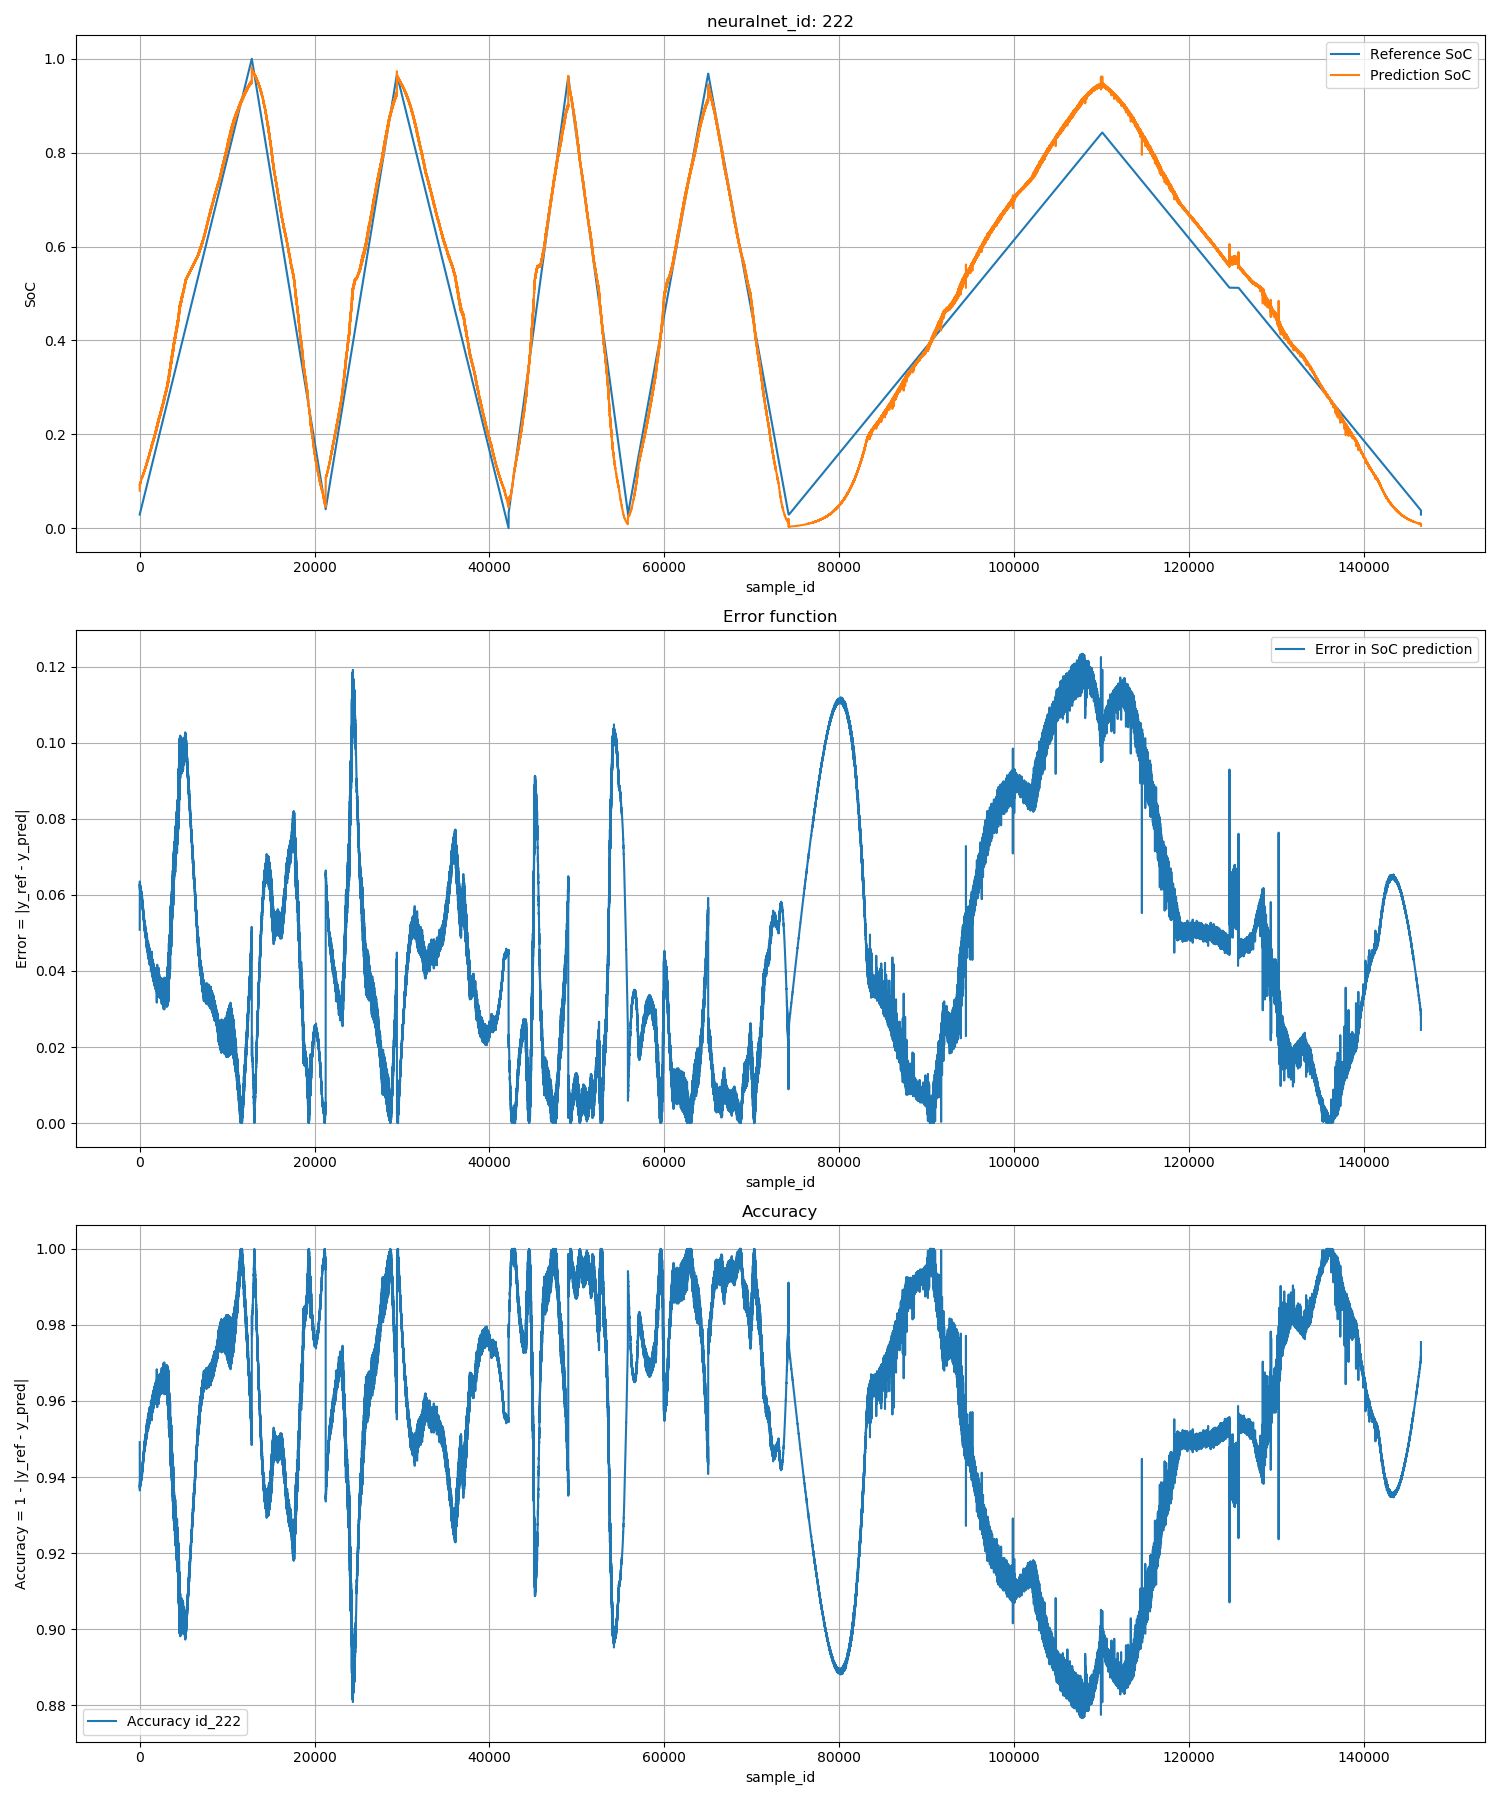 neuralnet_id: 222
Reference SoC
Prediction SoC
1.0
0.8
0.6
0.4
0.2
0.0
SoC
0 20000 40000 60000 80000 100000 120000 140000
sample_id
Error function
Error in SoC prediction
0.12
0.10
0.08
0.06
0.04
0.02
0.00
Error = |y_ref - y_pred|
0 20000 40000 60000 80000 100000 120000 140000
sample_id
Accuracy
1.00
0.98
0.96
0.94
0.92
0.90
0.88
Accuracy = 1 - |y_ref - y_pred|
Accuracy id_222
0 20000 40000 60000 80000 100000 120000 140000
sample_id